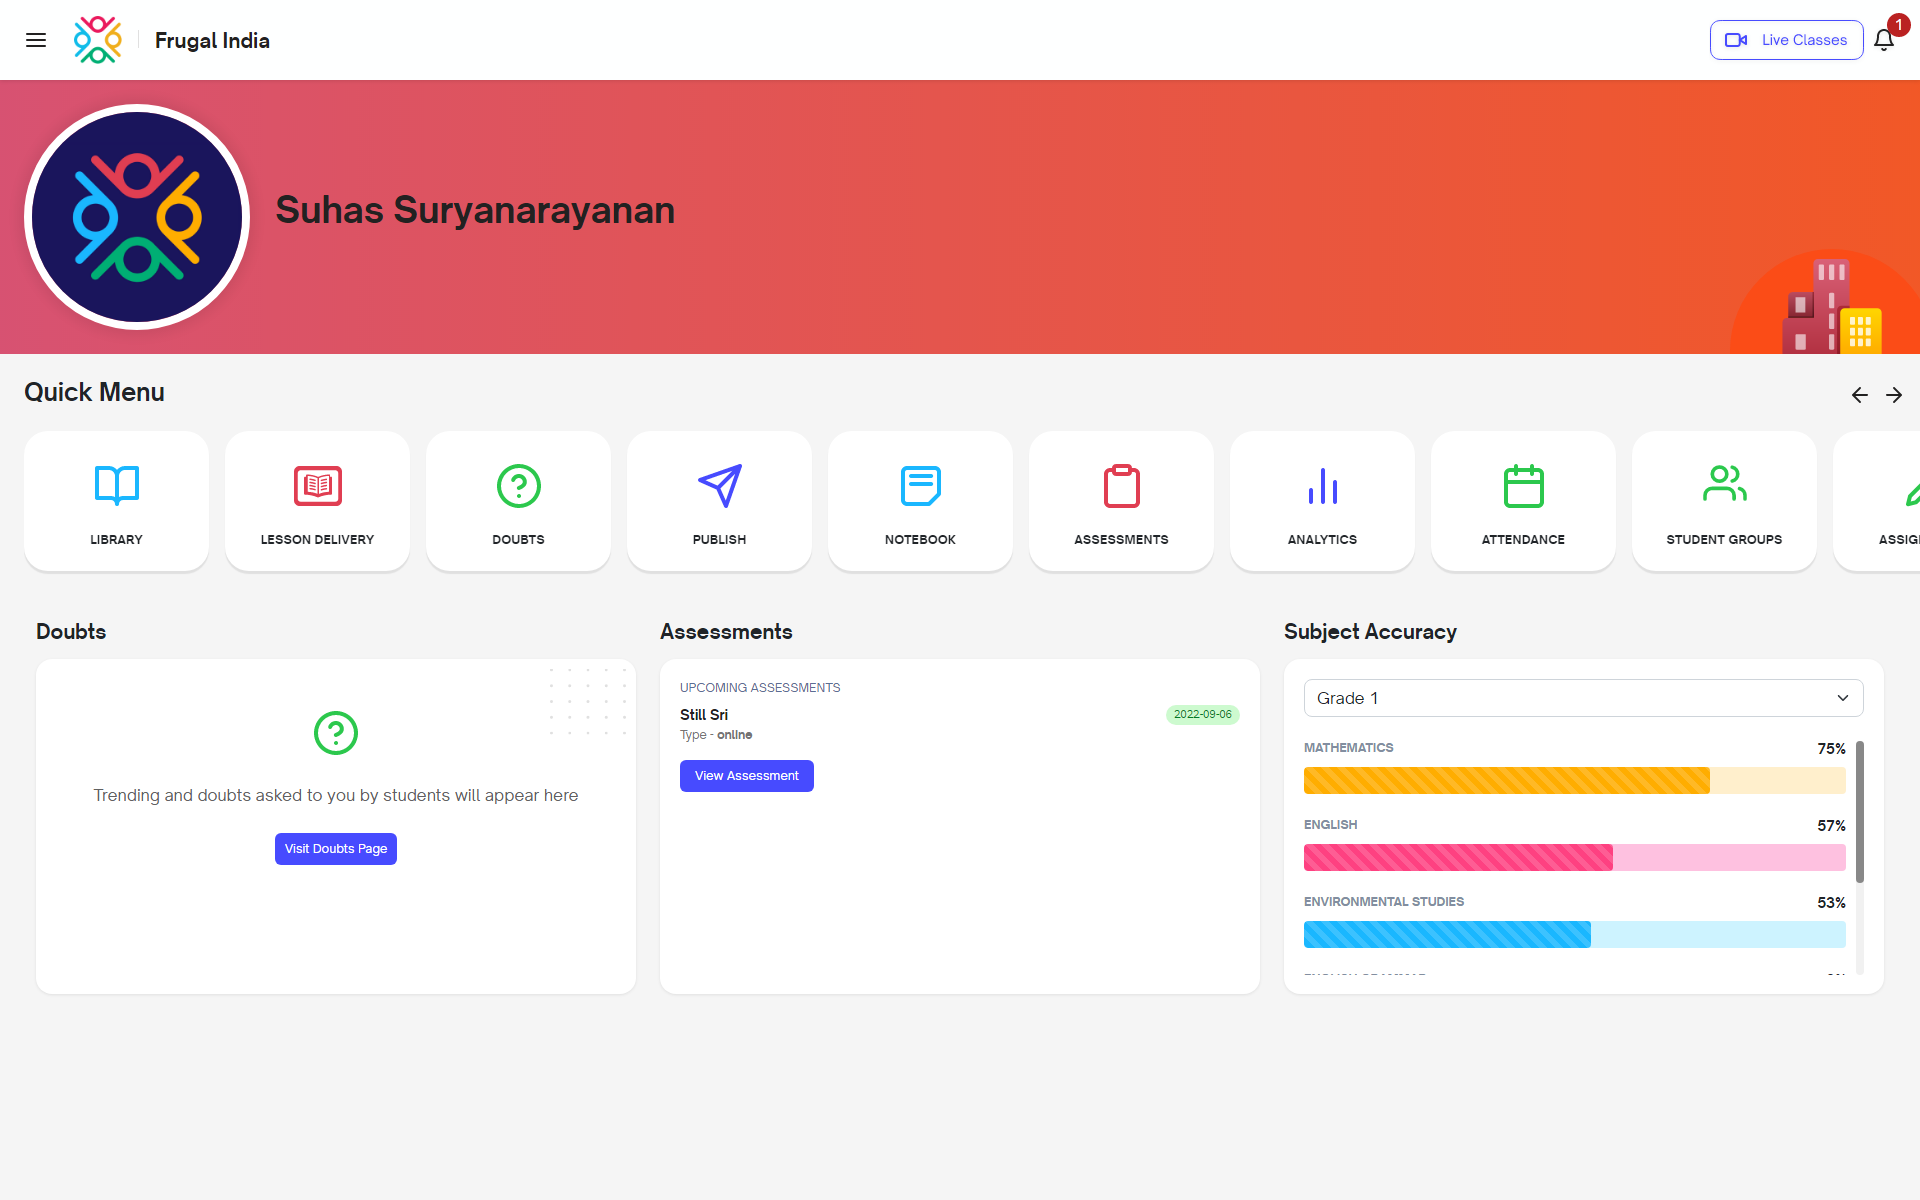 Frugal India
Live Classes
1
Suhas Suryanarayanan
Quick Menu
LIBRARY
LESSON DELIVERY
DOUBTS
PUBLISH
NOTEBOOK
ASSESSMENTS
ANALYTICS
ATTENDANCE
STUDENT GROUPS
ASSIG
Doubts
Trending and doubts asked to you by students will appear here
Visit Doubts Page
Assessments
UPCOMING ASSESSMENTS
Still Sri
2022-09-06
Type - online
View Assessment
Subject Accuracy
Grade 1
MATHEMATICS 75%
ENGLISH 57%
ENVIRONMENTAL STUDIES 53%